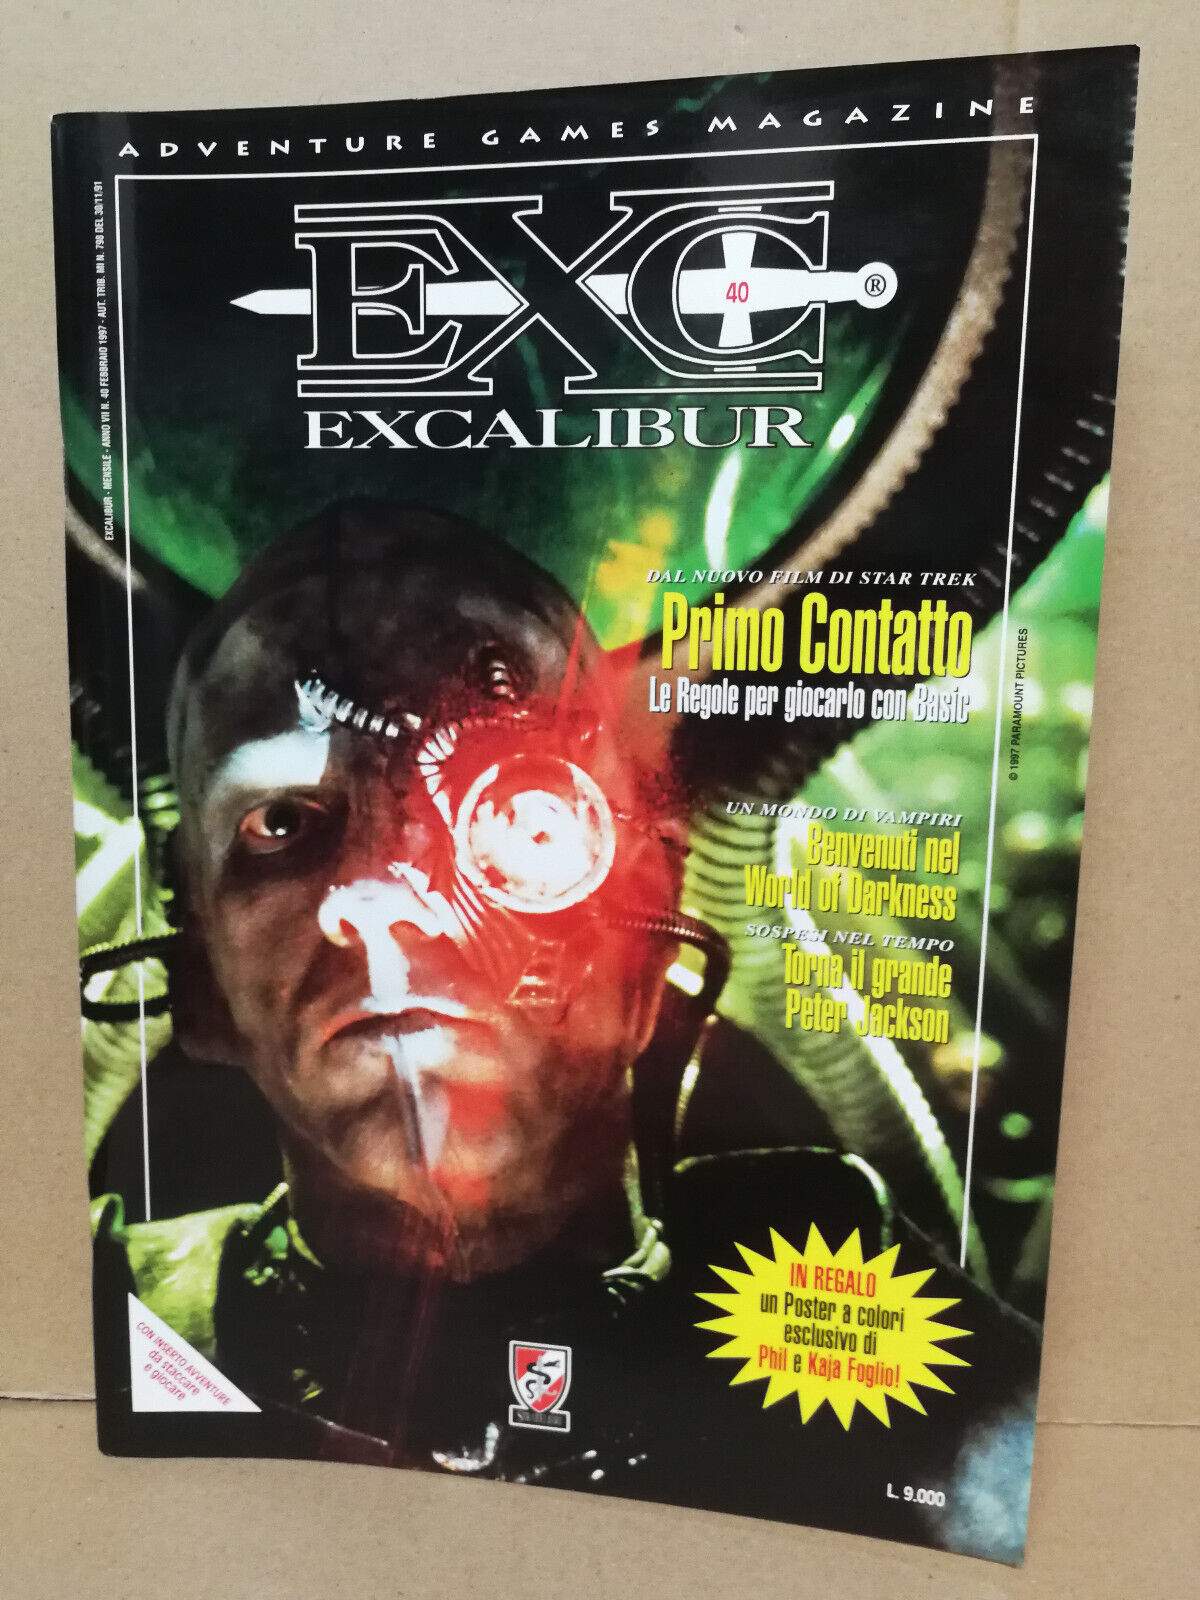 ADVENTURE GAMES MAGAZINE
EXCALIBUR - MENSILE - ANNO VII N. 40 FEBBRAIO 1997 - AUT. TRIB. MI N. 798 DEL 30/11/91
EXC
40
®
EXCALIBUR
DAL NUOVO FILM DI STAR TREK
Primo Contatto
Le Regole per giocarlo con Basic
© 1997 PARAMOUNT PICTURES
UN MONDO DI VAMPIRI
Benvenuti nel
World of Darkness
SOSPESI NEL TEMPO
Torna il grande
Peter Jackson
IN REGALO
un Poster a colori
esclusivo di
Phil e Kaja Foglio!
CON INSERTO AVVENTURE
da staccare
e giocare
L. 9.000